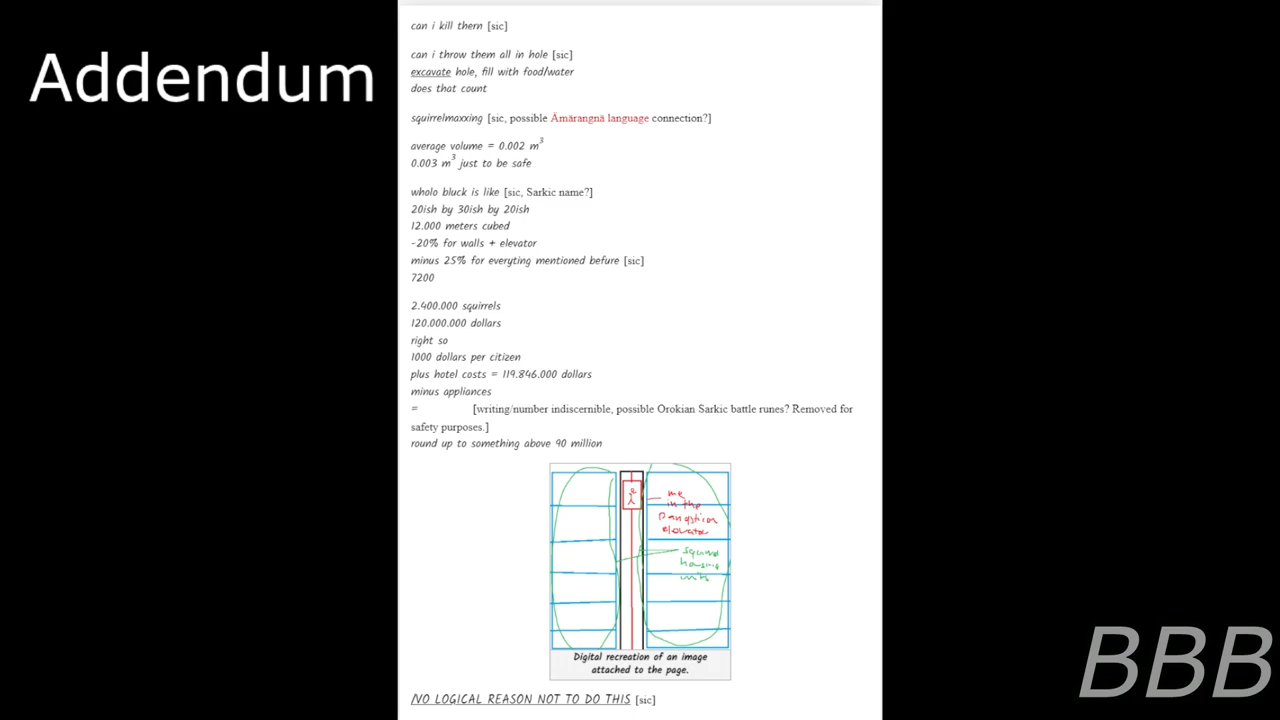 Addendum
can i kill thern [sic]
can i throw them all in hole [sic]
excavate hole, fill with food/water
does that count
squirrelmaxxing [sic, possible Ämärangnä language connection?]
average volume = 0.002 m³
0.003 m³ just to be safe
wholo bluck is like [sic, Sarkic name?]
20ish by 30ish by 20ish
12.000 meters cubed
-20% for walls + elevator
minus 25% for everyting mentioned befure [sic]
7200
2.400.000 squirrels
120.000.000 dollars
right so
1000 dollars per citizen
plus hotel costs = 119.846.000 dollars
minus appliances
= [writing/number indiscernible, possible Orokian Sarkic battle runes? Removed for
safety purposes.]
round up to something above 90 million
me
in the
elevator
housing
units
Digital recreation of an image
attached to the page.
NO LOGICAL REASON NOT TO DO THIS [sic]
BBB